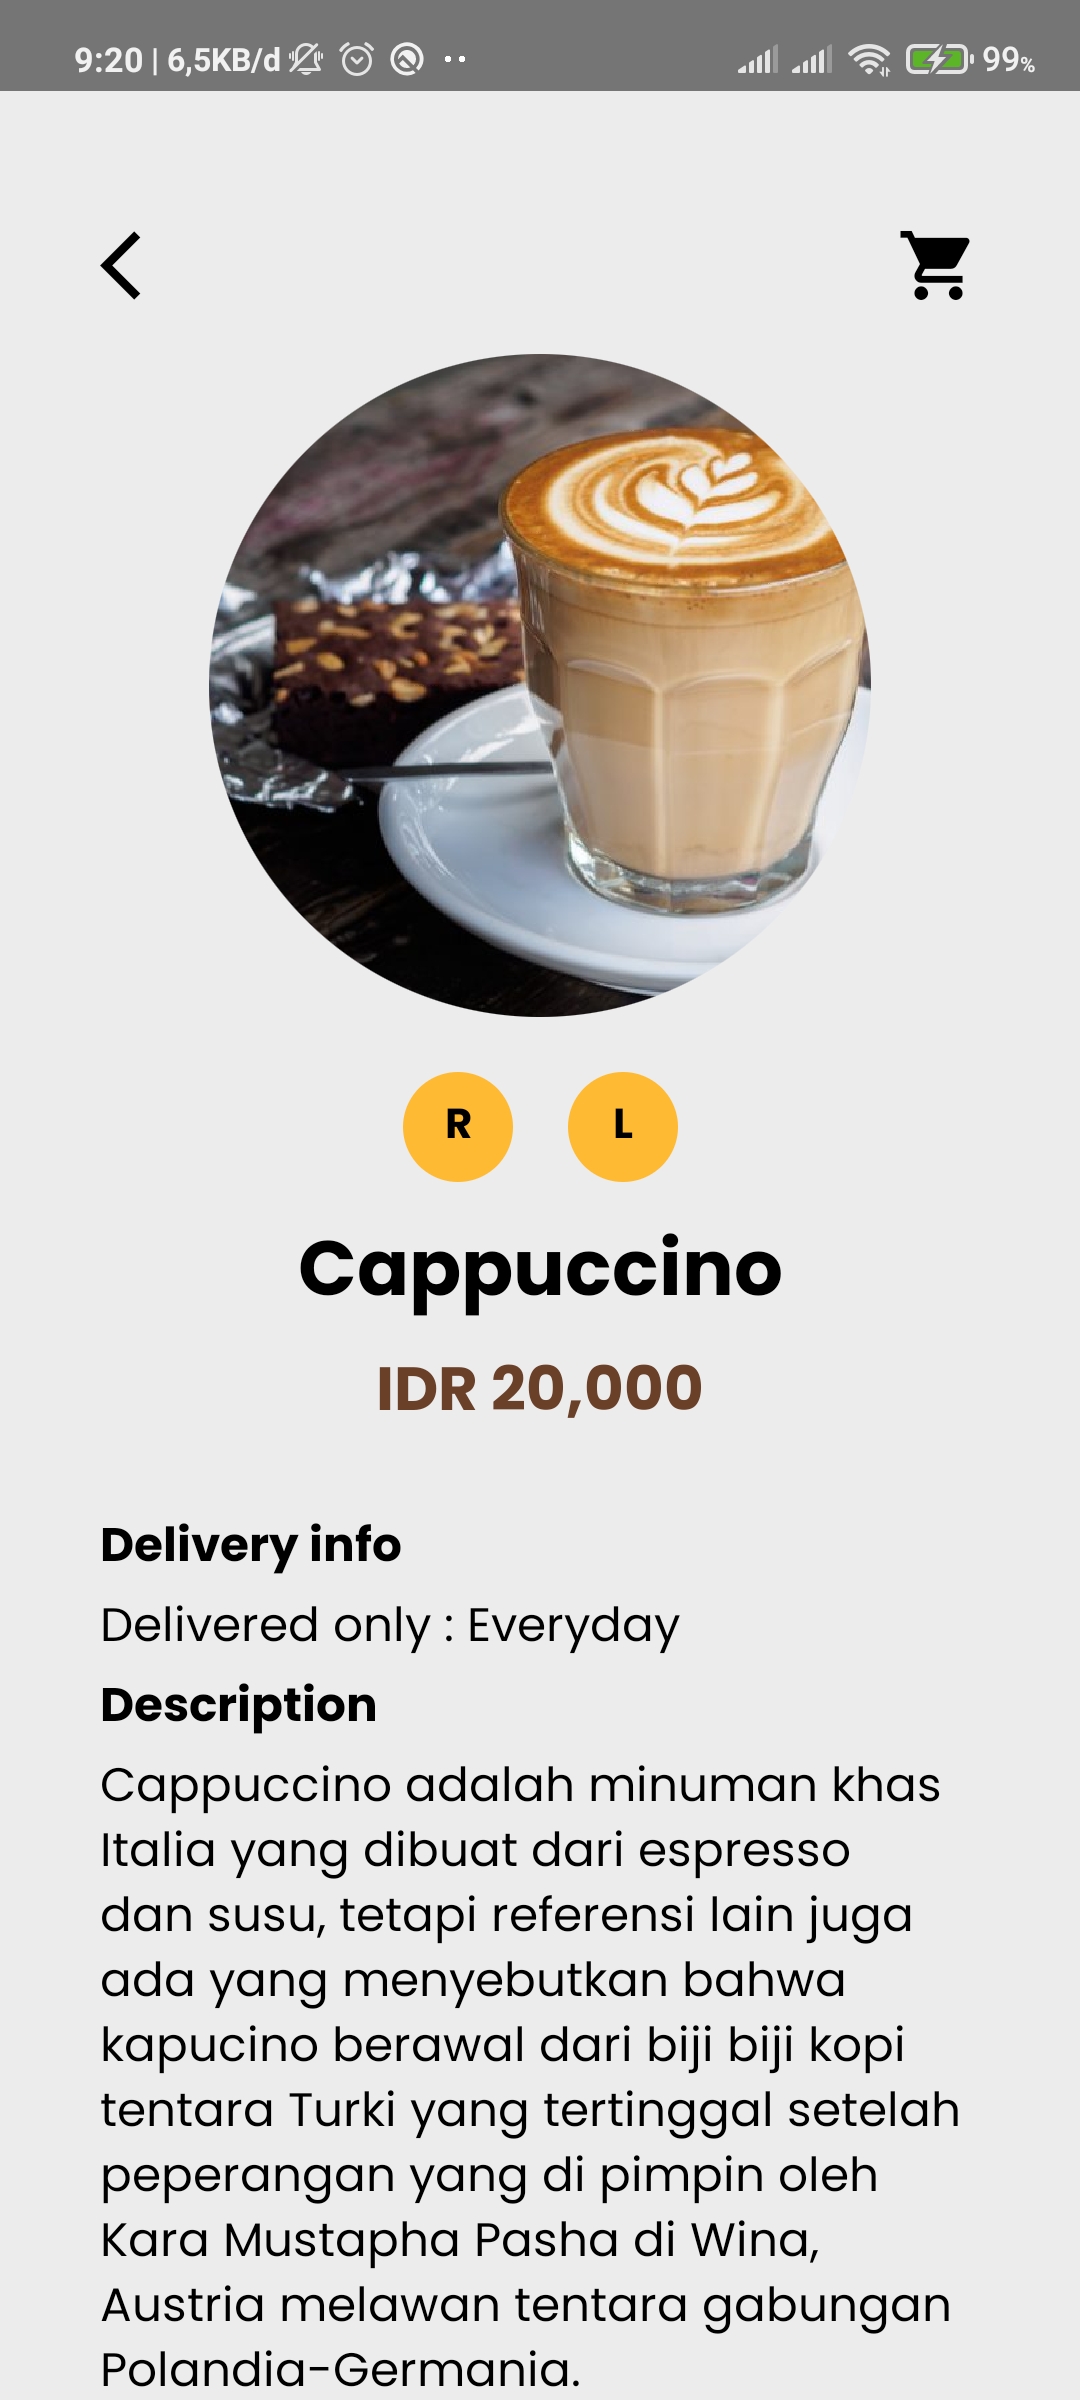 9:20 | 6,5KB/d
99%
R
L
Cappuccino
IDR 20,000
Delivery info
Delivered only : Everyday
Description
Cappuccino adalah minuman khas
Italia yang dibuat dari espresso
dan susu, tetapi referensi lain juga
ada yang menyebutkan bahwa
kapucino berawal dari biji biji kopi
tentara Turki yang tertinggal setelah
peperangan yang di pimpin oleh
Kara Mustapha Pasha di Wina,
Austria melawan tentara gabungan
Polandia-Germania.